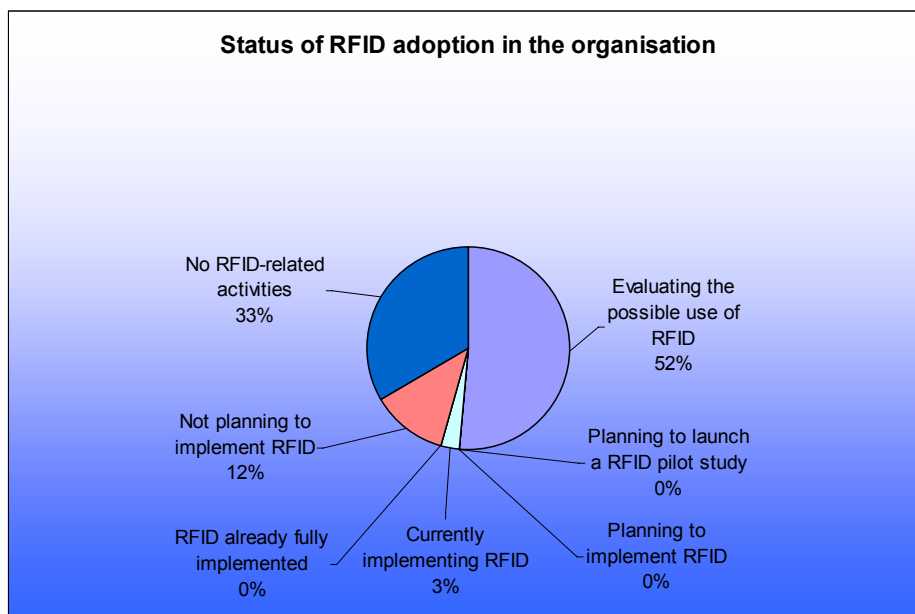 Status of RFID adoption in the organisation
No RFID-related
activities
33%
Evaluating the
possible use of
RFID
52%
Not planning to
implement RFID
12%
Planning to launch
a RFID pilot study
0%
RFID already fully
implemented
0%
Currently
implementing RFID
3%
Planning to
implement RFID
0%